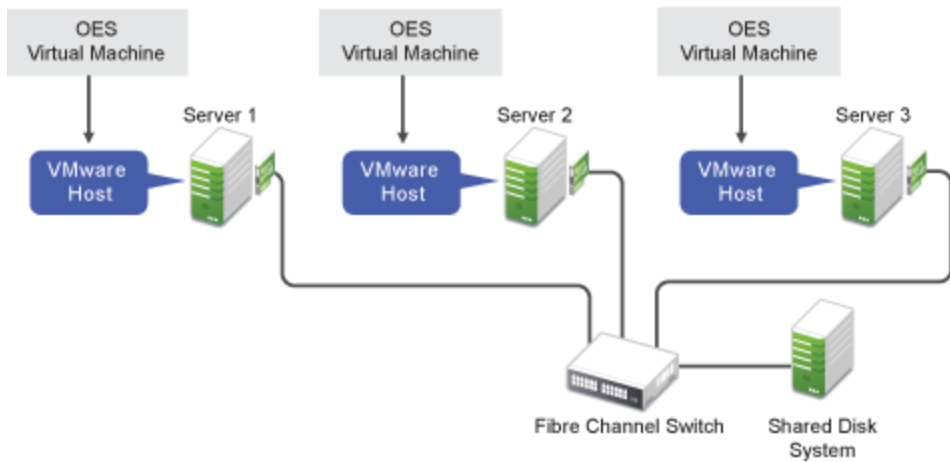 OES
Virtual Machine
OES
Virtual Machine
OES
Virtual Machine
Server 1
Server 2
Server 3
VMware
Host
VMware
Host
VMware
Host
Fibre Channel Switch
Shared Disk
System